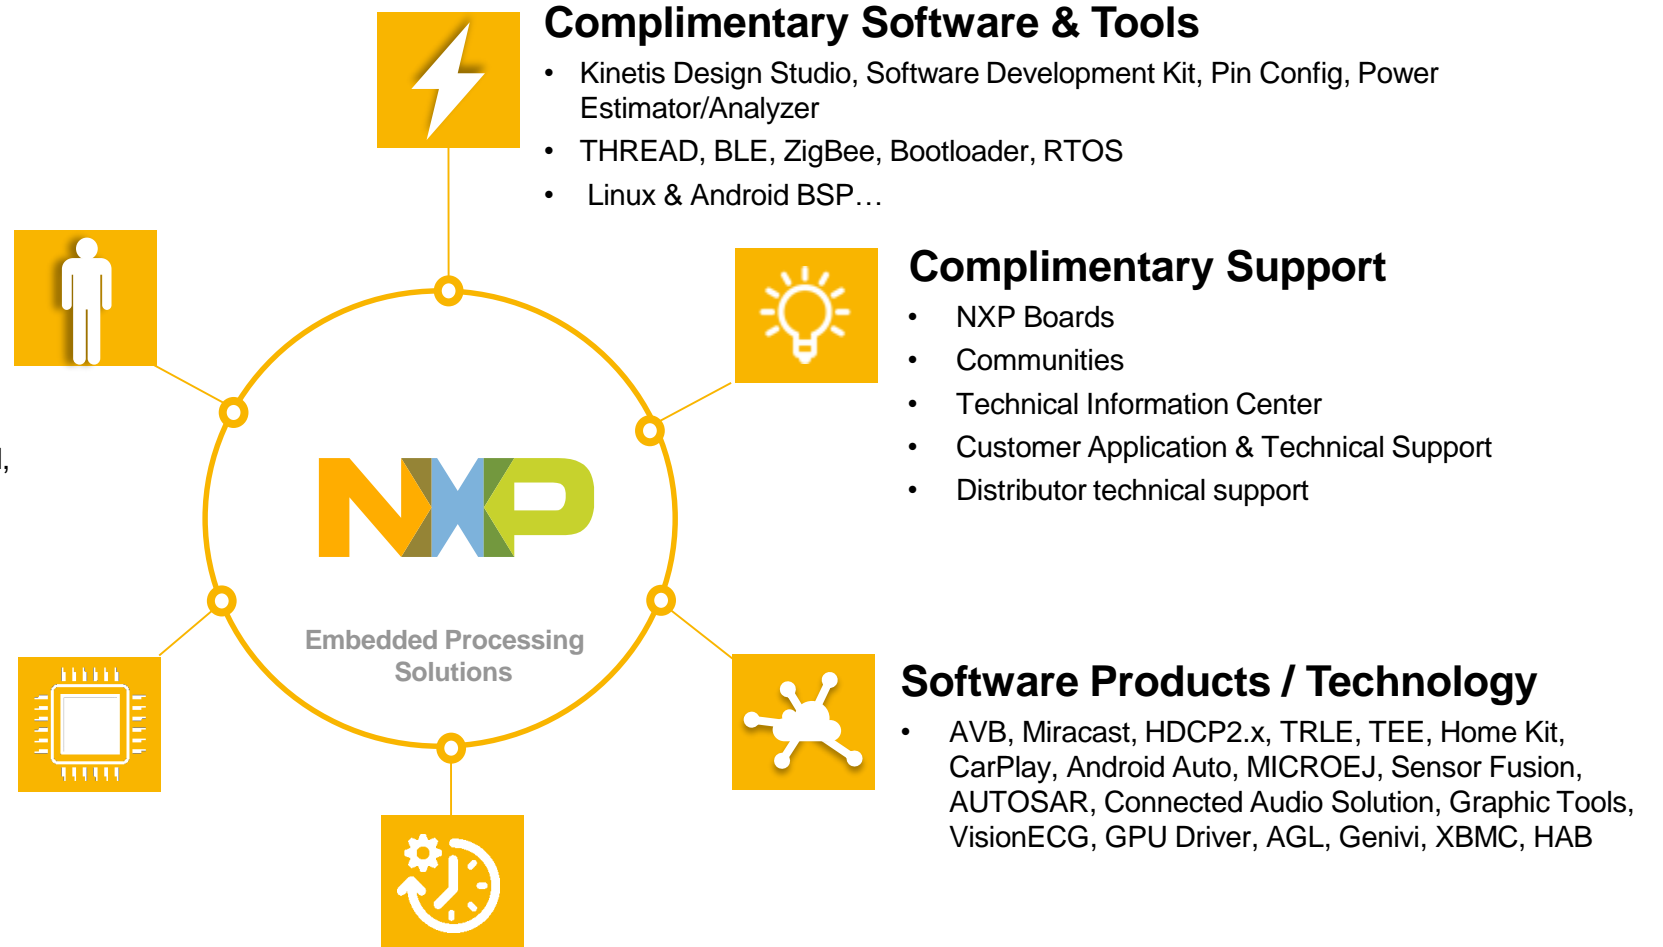 Complimentary Software & Tools
• Kinetis Design Studio, Software Development Kit, Pin Config, Power
Estimator/Analyzer
• THREAD, BLE, ZigBee, Bootloader, RTOS
• Linux & Android BSP…
Complimentary Support
• NXP Boards
• Communities
• Technical Information Center
• Customer Application & Technical Support
• Distributor technical support
NXP
Embedded Processing
Solutions
Software Products / Technology
• AVB, Miracast, HDCP2.x, TRLE, TEE, Home Kit,
CarPlay, Android Auto, MICROEJ, Sensor Fusion,
AUTOSAR, Connected Audio Solution, Graphic Tools,
VisionECG, GPU Driver, AGL, Genivi, XBMC, HAB